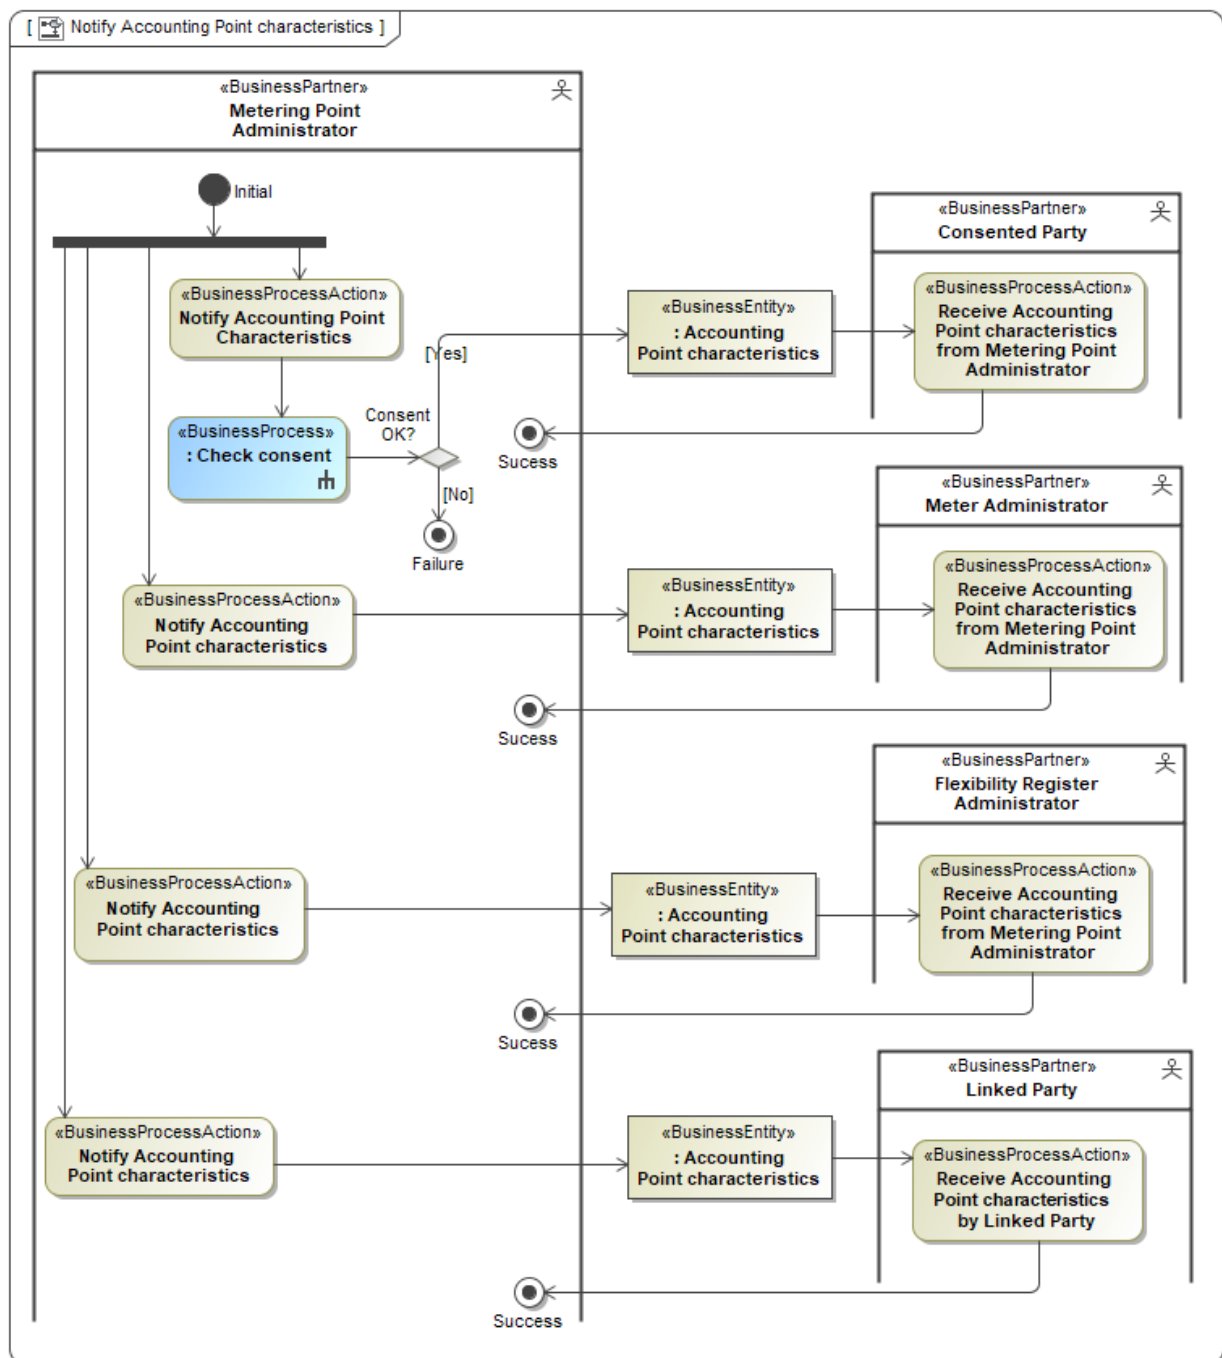 [ Notify Accounting Point characteristics ]
«BusinessPartner»
Metering Point
Administrator
Initial
«BusinessProcessAction»
Notify Accounting Point
Characteristics
«BusinessProcess»
: Check consent
Consent
OK?
[Yes]
[No]
Failure
«BusinessEntity»
: Accounting
Point characteristics
«BusinessPartner»
Consented Party
«BusinessProcessAction»
Receive Accounting
Point characteristics
from Metering Point
Administrator
Sucess
«BusinessProcessAction»
Notify Accounting
Point characteristics
«BusinessEntity»
: Accounting
Point characteristics
«BusinessPartner»
Meter Administrator
«BusinessProcessAction»
Receive Accounting
Point characteristics
from Metering Point
Administrator
Sucess
«BusinessProcessAction»
Notify Accounting
Point characteristics
«BusinessEntity»
: Accounting
Point characteristics
«BusinessPartner»
Flexibility Register
Administrator
«BusinessProcessAction»
Receive Accounting
Point characteristics
from Metering Point
Administrator
Sucess
«BusinessProcessAction»
Notify Accounting
Point characteristics
«BusinessEntity»
: Accounting
Point characteristics
«BusinessPartner»
Linked Party
«BusinessProcessAction»
Receive Accounting
Point characteristics
by Linked Party
Success